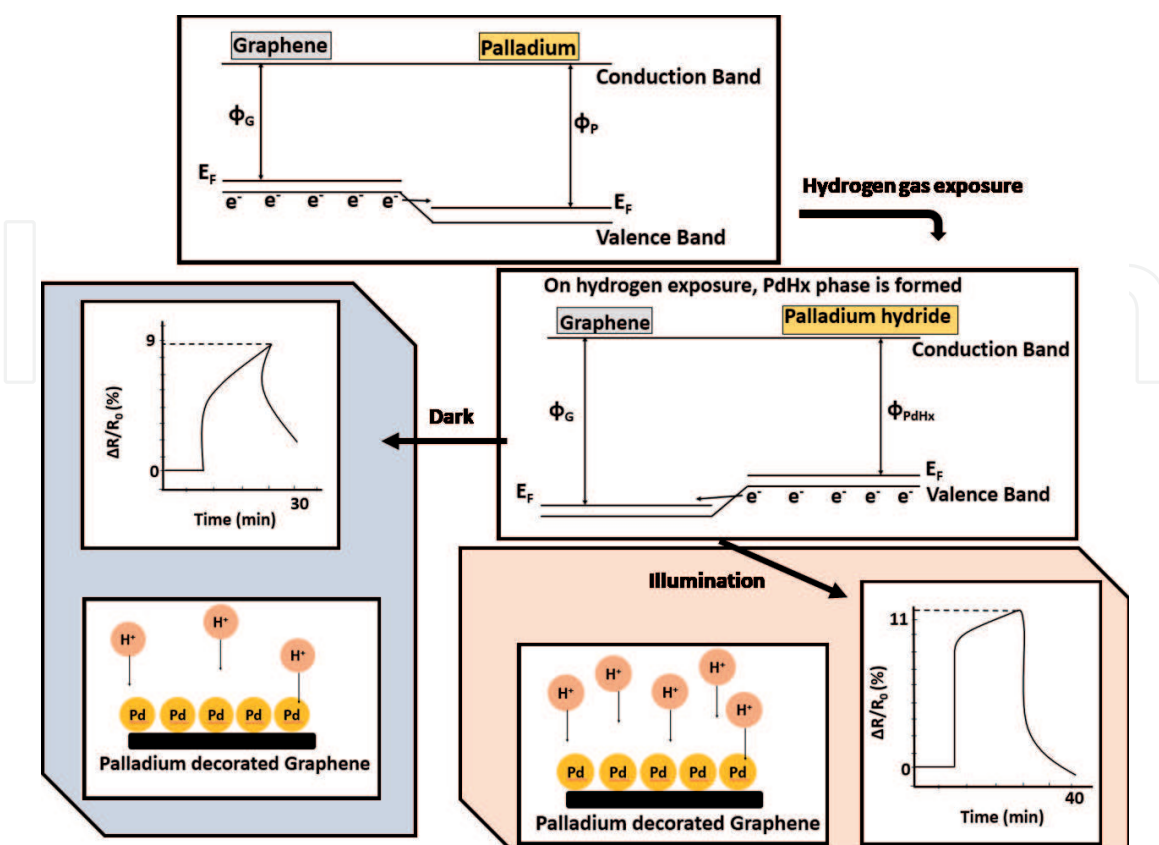 Graphene
Palladium
Conduction Band
ϕG
ϕP
EF
e- e- e- e- e-
EF
Valence Band
Hydrogen gas exposure
On hydrogen exposure, PdHx phase is formed
Graphene
Palladium hydride
Conduction Band
ϕG
ϕPdHx
EF
EF
e- e- e- e- e-
Valence Band
Dark
9
0
ΔR/R0 (%)
30
Time (min)
H+
H+
H+
Pd Pd Pd Pd Pd
Palladium decorated Graphene
Illumination
H+
H+
H+
H+
H+
Pd Pd Pd Pd Pd
Palladium decorated Graphene
11
0
ΔR/R0 (%)
40
Time (min)